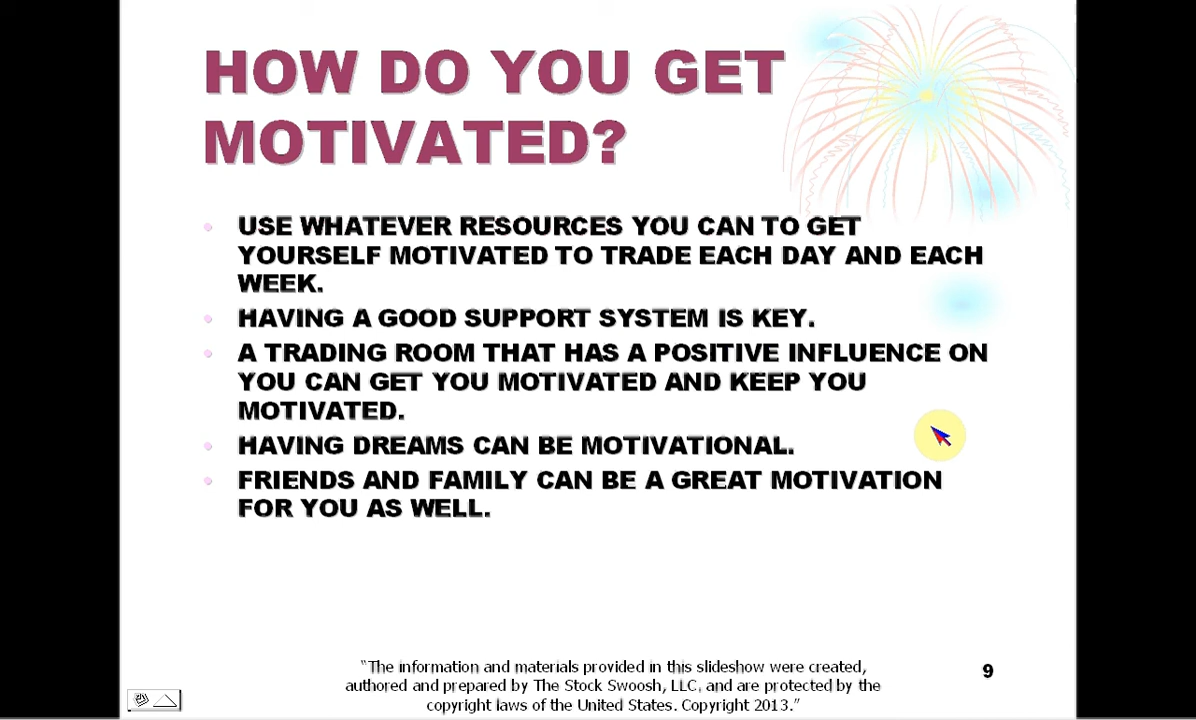 HOW DO YOU GET
MOTIVATED?
USE WHATEVER RESOURCES YOU CAN TO GET
YOURSELF MOTIVATED TO TRADE EACH DAY AND EACH
WEEK.
HAVING A GOOD SUPPORT SYSTEM IS KEY.
A TRADING ROOM THAT HAS A POSITIVE INFLUENCE ON
YOU CAN GET YOU MOTIVATED AND KEEP YOU
MOTIVATED.
HAVING DREAMS CAN BE MOTIVATIONAL.
FRIENDS AND FAMILY CAN BE A GREAT MOTIVATION
FOR YOU AS WELL.
"The information and materials provided in this slideshow were created,
authored and prepared by The Stock Swoosh, LLC, and are protected by the
copyright laws of the United States. Copyright 2013."
9